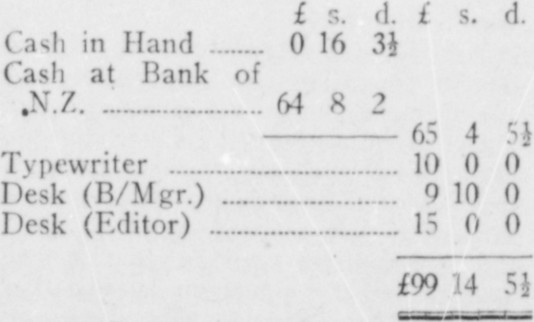 £ s. d. £ s. d.
Cash in Hand ....... 0 16 3½
Cash at Bank of
N.Z. ..................... 64 8 2
65 4 5½
Typewriter ..................... 10 0 0
Desk (B/Mgr.) ................ 9 10 0
Desk (Editor) ................. 15 0 0
£99 14 5½